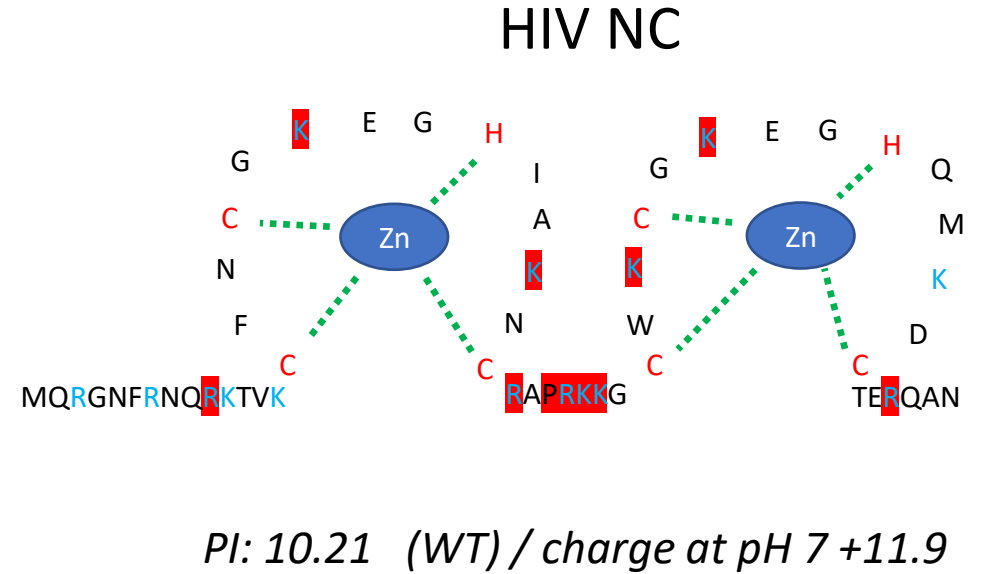 HIV NC
K E G H K E G H
G I G Q
C Zn A C Zn M
N K K K
F N W D
C C C C
MQRGNFRNQRKTVK RAPRKKG TERQAN
PI: 10.21 (WT) / charge at pH 7 +11.9